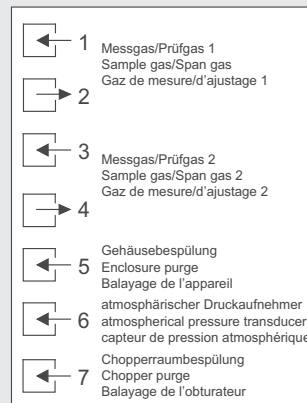 1
Messgas/Prüfgas 1
Sample gas/Span gas
Gaz de mesure/d'ajustage 1
2
3
Messgas/Prüfgas 2
Sample gas/Span gas 2
Gaz de mesure/d'ajustage 2
4
5
Gehäusebespülung
Enclosure purge
Balayage de l'appareil
6
atmosphärischer Druckaufnehmer
atmospherical pressure transducer
capteur de pression atmosphérique
7
Chopperraumbespülung
Chopper purge
Balayage de l'obturateur